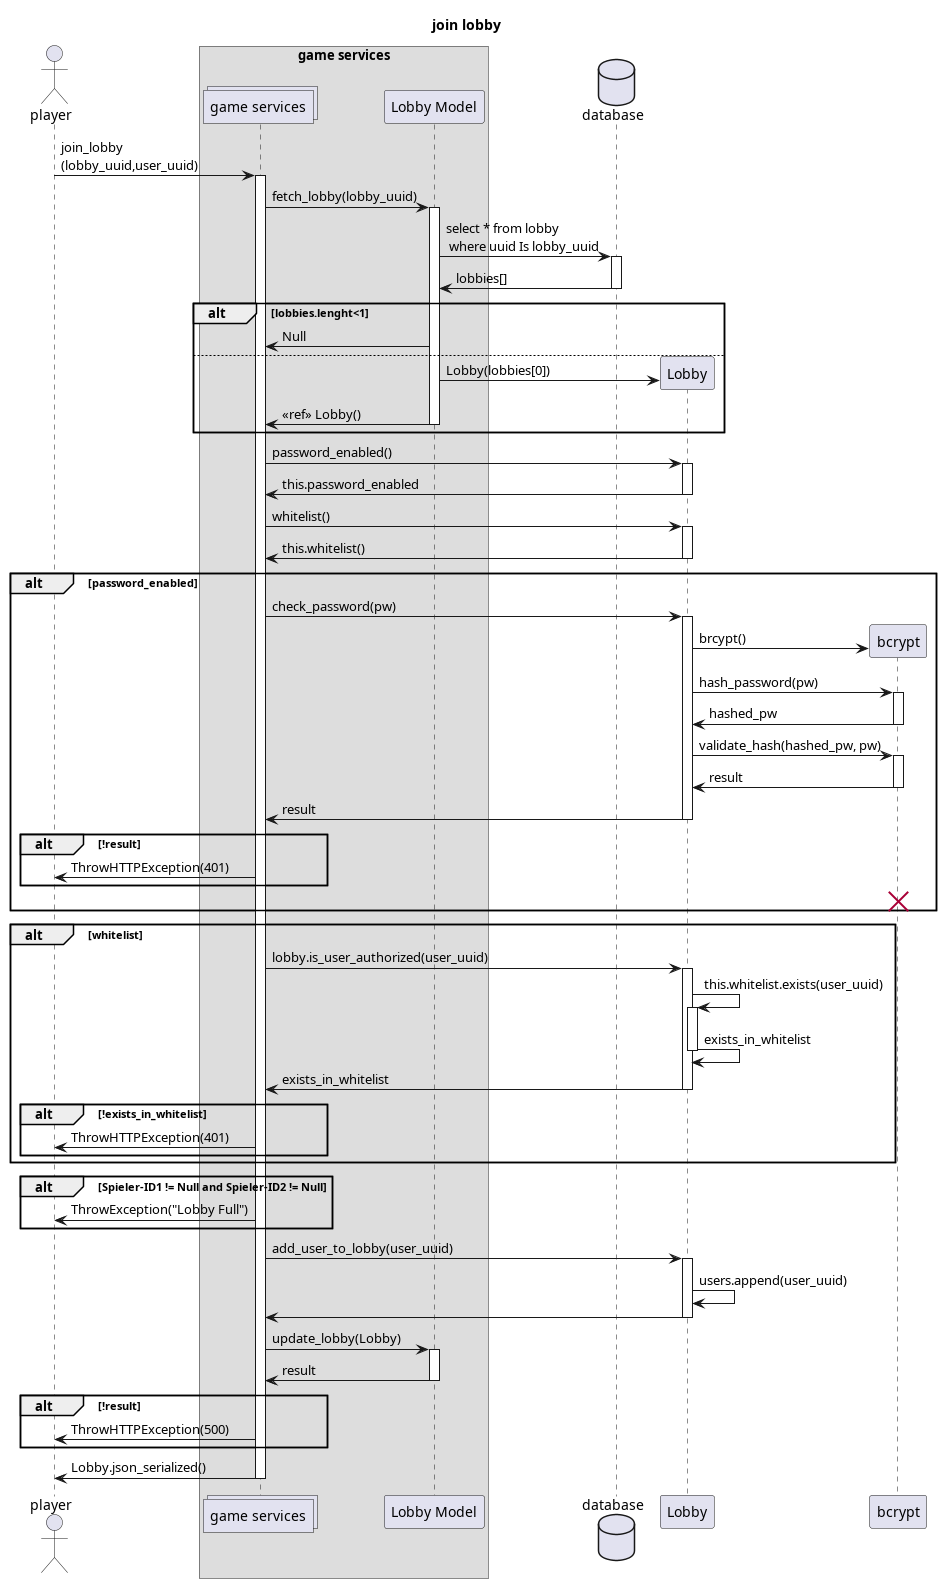 join lobby
game services
player
game services
Lobby Model
database
join_lobby
(lobby_uuid,user_uuid)
fetch_lobby(lobby_uuid)
select * from lobby
where uuid Is lobby_uuid
lobbies[]
alt
[lobbies.lenght<1]
Null
Lobby(lobbies[0])
Lobby
«ref» Lobby()
password_enabled()
this.password_enabled
whitelist()
this.whitelist()
alt
[password_enabled]
check_password(pw)
brcypt()
bcrypt
hash_password(pw)
hashed_pw
validate_hash(hashed_pw, pw)
result
result
alt
[!result]
ThrowHTTPException(401)
alt
[whitelist]
lobby.is_user_authorized(user_uuid)
this.whitelist.exists(user_uuid)
exists_in_whitelist
exists_in_whitelist
alt
[!exists_in_whitelist]
ThrowHTTPException(401)
alt
[Spieler-ID1 != Null and Spieler-ID2 != Null]
ThrowException("Lobby Full")
add_user_to_lobby(user_uuid)
users.append(user_uuid)
update_lobby(Lobby)
result
alt
[!result]
ThrowHTTPException(500)
Lobby.json_serialized()
player
game services
Lobby Model
database
Lobby
bcrypt